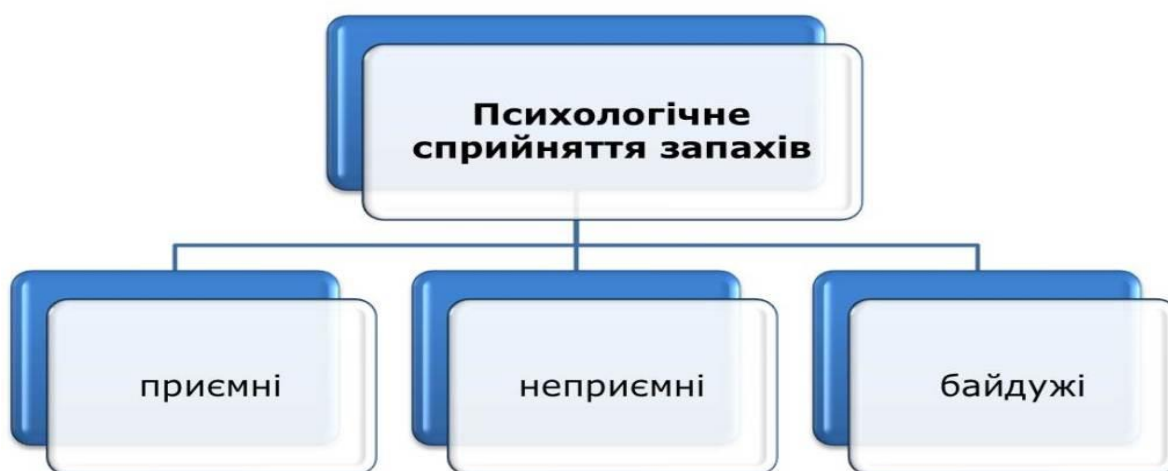 Психологічне
сприйняття запахів
приємні
неприємні
байдужі